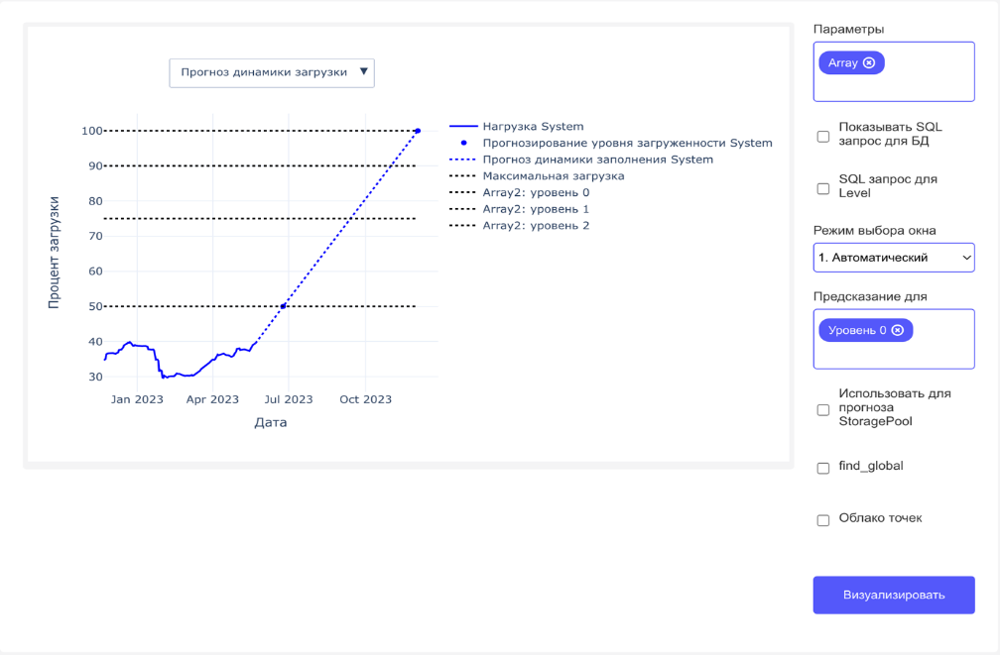 Прогноз динамики загрузки ▼
100
90
80
70
60
50
40
30
Процент загрузки
Jan 2023
Apr 2023
Jul 2023
Oct 2023
Дата
Нагрузка System
Прогнозирование уровня загруженности System
Прогноз динамики заполнения System
Максимальная загрузка
Array2: уровень 0
Array2: уровень 1
Array2: уровень 2
Параметры
Array
Показывать SQL
запрос для БД
SQL запрос для
Level
Режим выбора окна
1. Автоматический
Предсказание для
Уровень 0
Использовать для
прогноза
StoragePool
find_global
Облако точек
Визуализировать